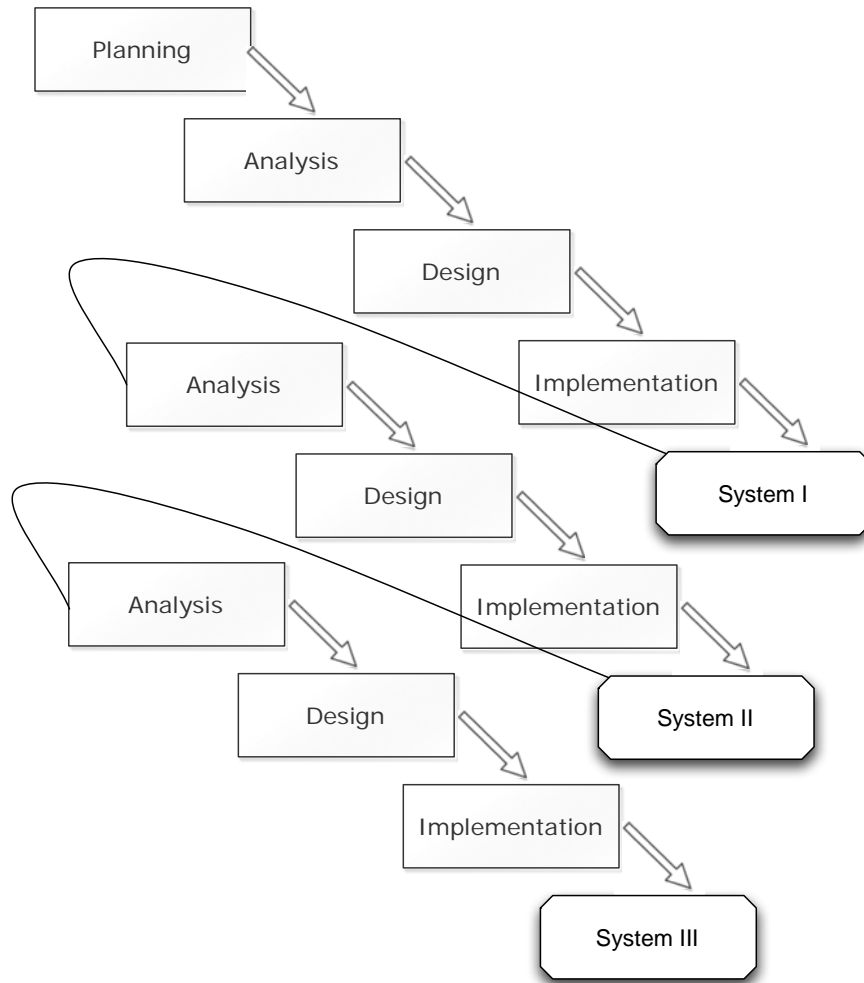 Planning
Analysis
Design
Implementation
System I
Analysis
Design
Implementation
System II
Analysis
Design
Implementation
System III